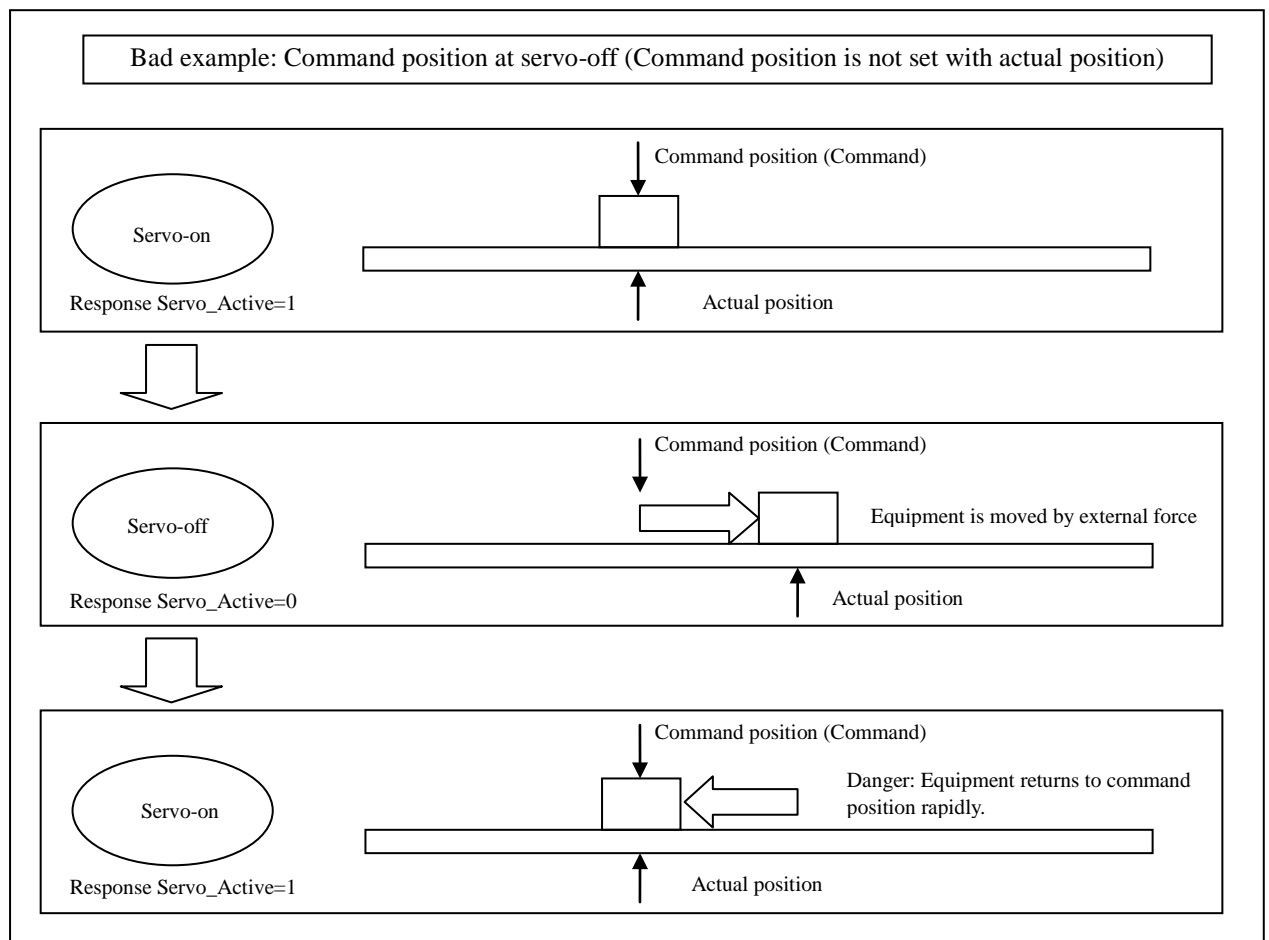 Bad example: Command position at servo-off (Command position is not set with actual position)
Command position (Command)
Servo-on
Response Servo_Active=1
Actual position
Command position (Command)
Servo-off
Equipment is moved by external force
Response Servo_Active=0
Actual position
Command position (Command)
Servo-on
Danger: Equipment returns to command
position rapidly.
Response Servo_Active=1
Actual position